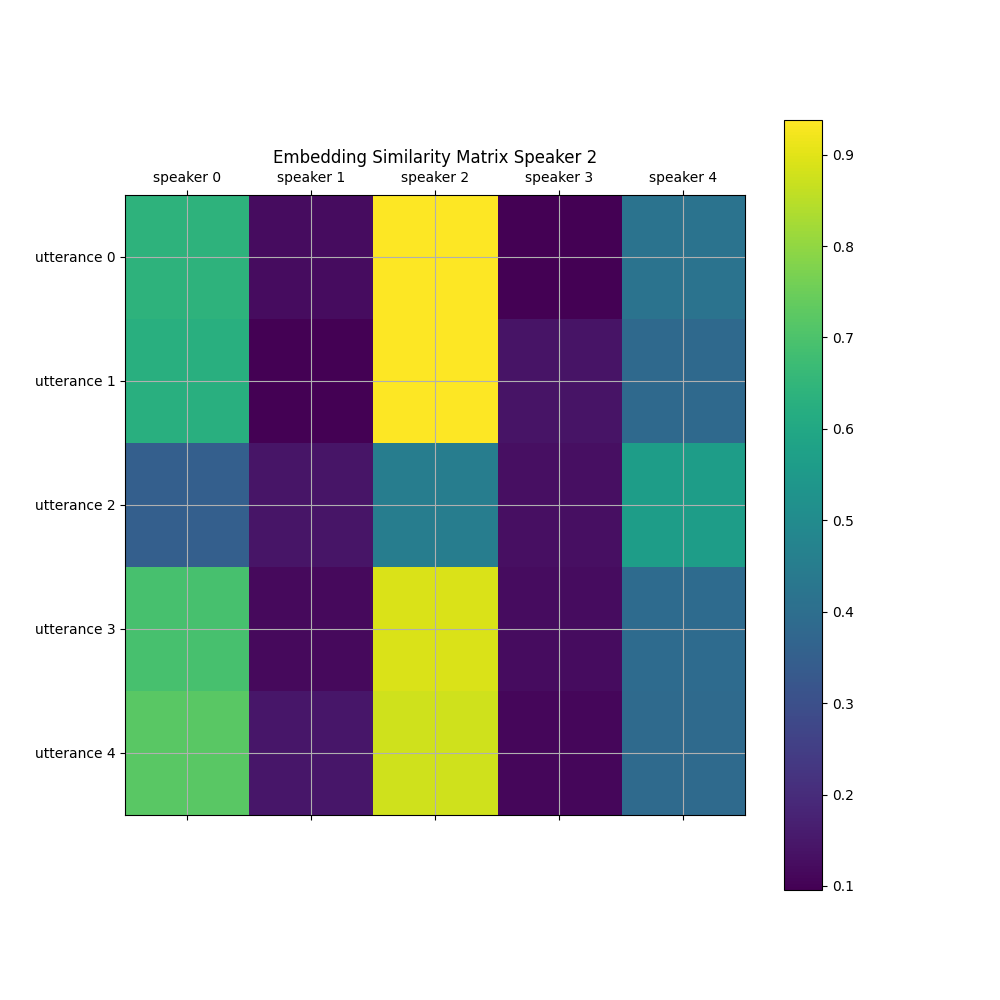 Embedding Similarity Matrix Speaker 2
speaker 0 speaker 1 speaker 2 speaker 3 speaker 4
utterance 0
utterance 1
utterance 2
utterance 3
utterance 4
0.9
0.8
0.7
0.6
0.5
0.4
0.3
0.2
0.1